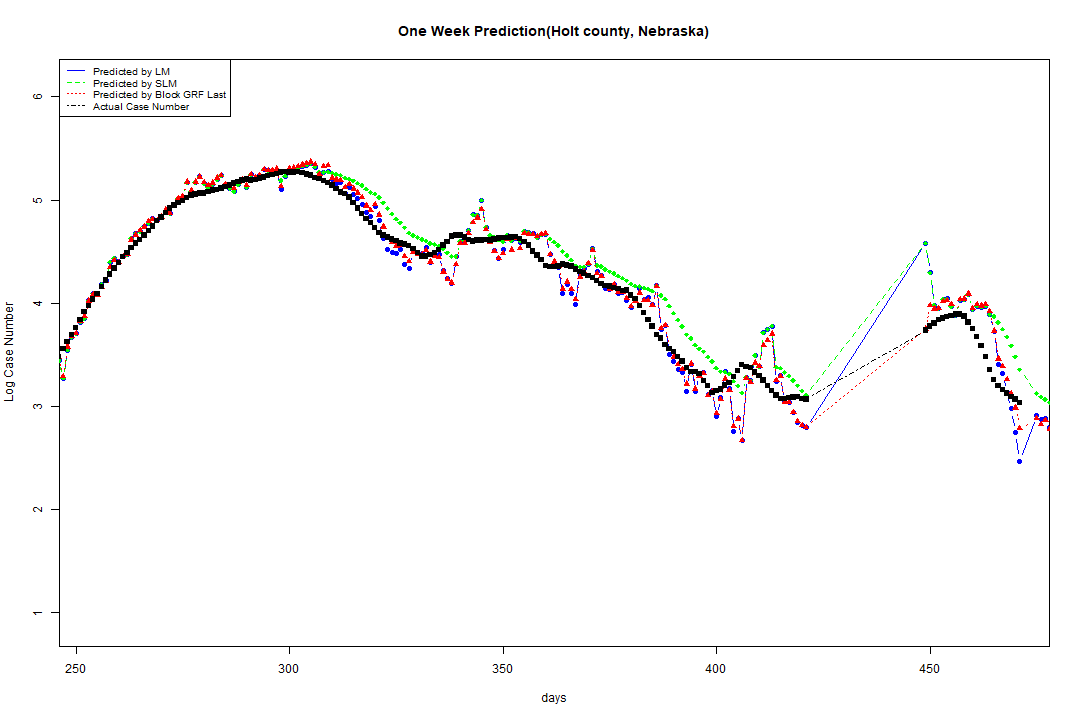 One Week Prediction(Holt county, Nebraska)
Predicted by LM
Predicted by SLM
Predicted by Block GRF Last
Actual Case Number
Log Case Number
6
5
4
3
2
1
250 300 350 400 450
days